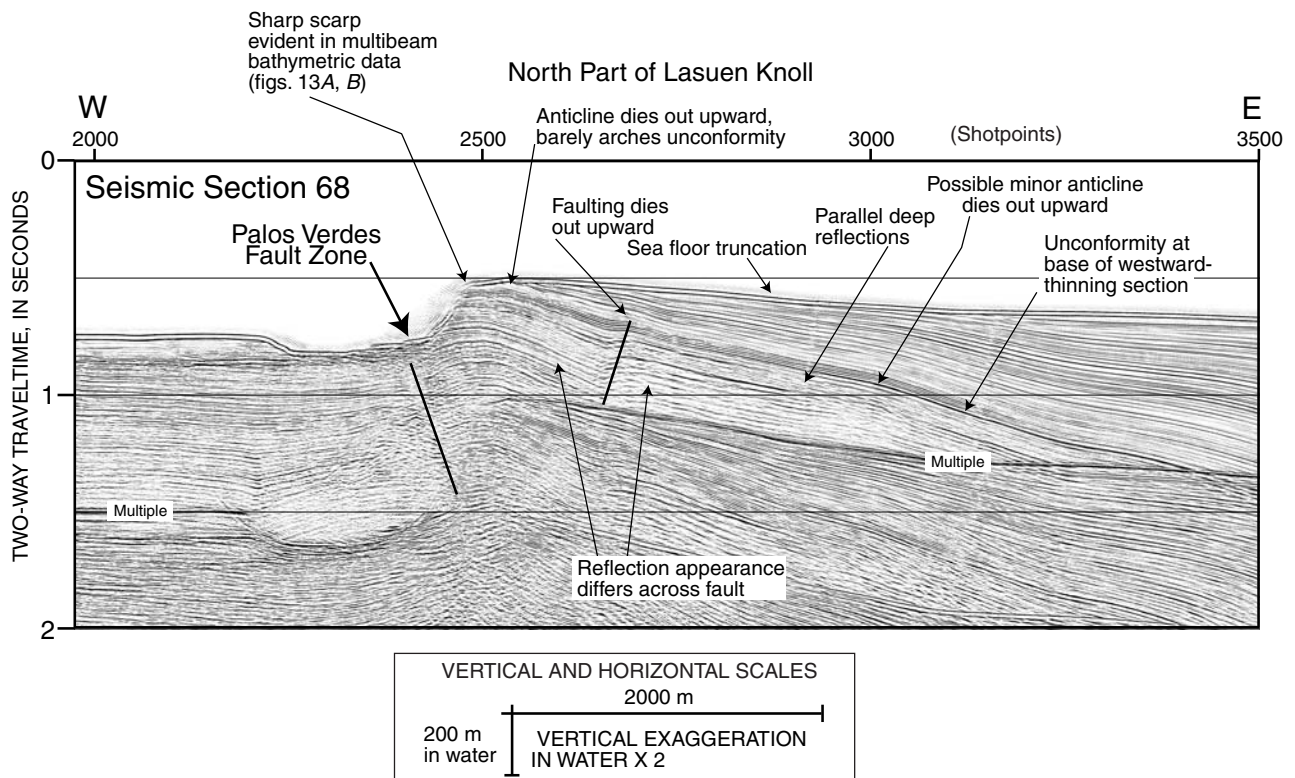 Sharp scarp
evident in multibeam
bathymetric data
(figs. 13A, B)
North Part of Lasuen Knoll
W
E
Anticline dies out upward,
barely arches unconformity
2000
2500
3000
(Shotpoints)
3500
0
Seismic Section 68
Palos Verdes
Fault Zone
Faulting dies
out upward
Sea floor truncation
Parallel deep
reflections
Possible minor anticline
dies out upward
Unconformity at
base of westward-
thinning section
TWO-WAY TRAVELTIME, IN SECONDS
1
Multiple
Multiple
Reflection appearance
differs across fault
2
VERTICAL AND HORIZONTAL SCALES
2000 m
200 m
in water
VERTICAL EXAGGERATION
IN WATER X 2